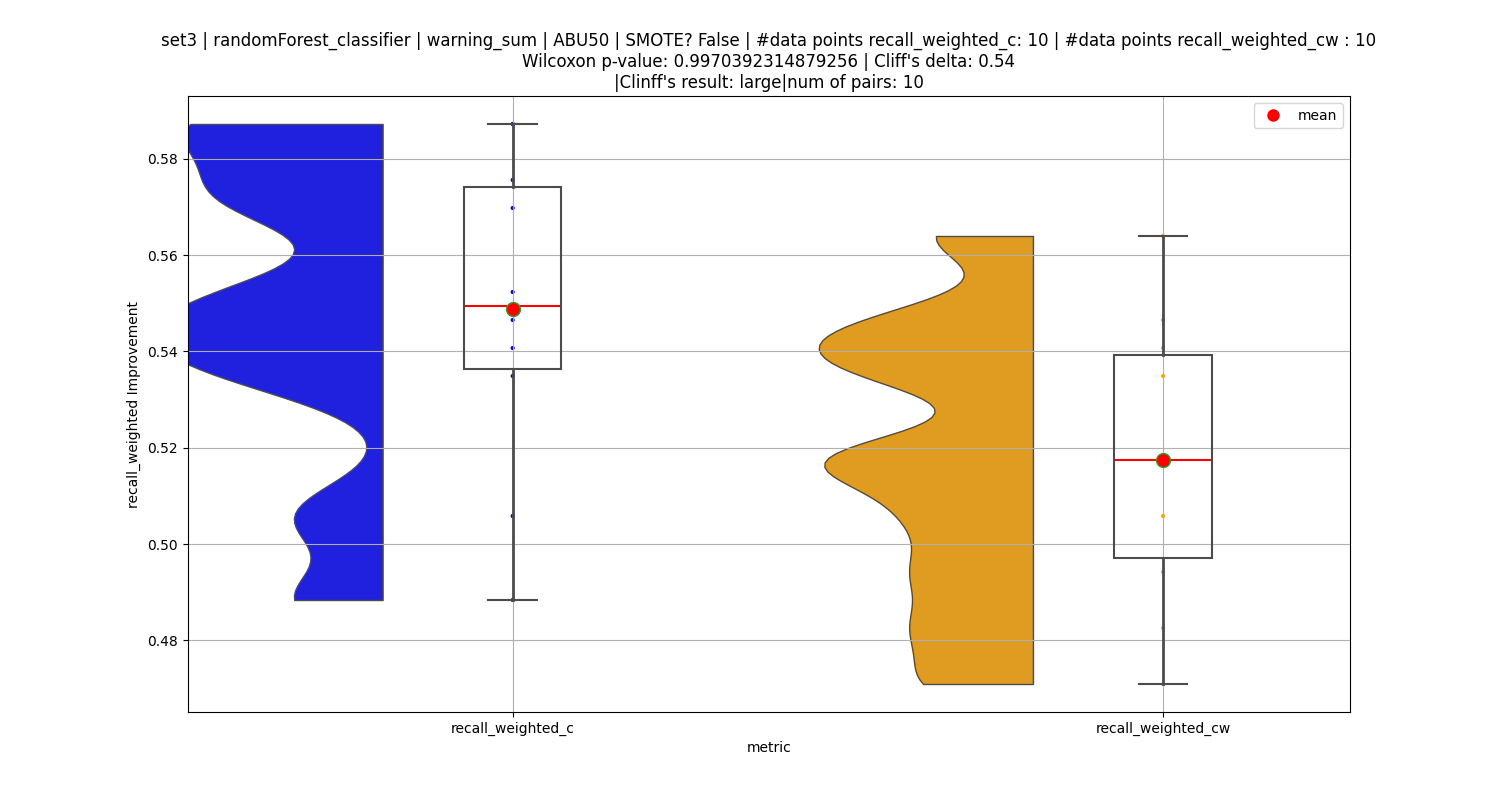 set3 | randomForest_classifier | warning_sum | ABU50 | SMOTE? False | #data points recall_weighted_c: 10 | #data points recall_weighted_cw : 10
Wilcoxon p-value: 0.9970392314879256 | Cliff's delta: 0.54
|Clinff's result: large|num of pairs: 10
mean
0.58
0.56
0.54
0.52
0.50
0.48
recall_weighted Improvement
recall_weighted_c
recall_weighted_cw
metric